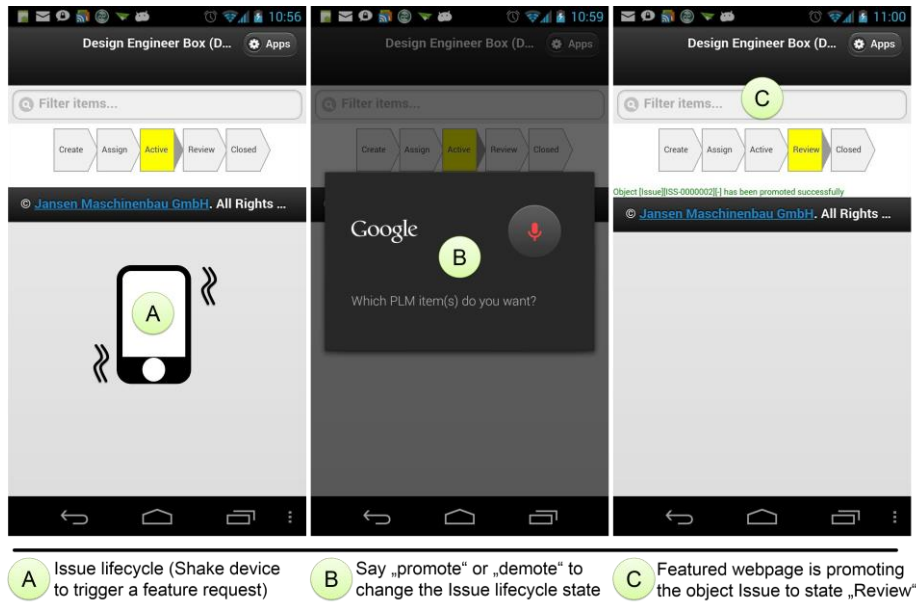 10:56
Design Engineer Box (D...
Apps
Filter items...
Create Assign Active Review Closed
© Jansen Maschinenbau GmbH. All Rights ...
A
10:59
Design Engineer Box (D...
Apps
Filter items...
Create Assign Active Review Closed
Google
B
Which PLM item(s) do you want?
11:00
Design Engineer Box (D...
Apps
Filter items...
C
Create Assign Active Review Closed
Object [Issue][ISS-0000002][-] has been promoted successfully
© Jansen Maschinenbau GmbH. All Rights ...
A Issue lifecycle (Shake device
to trigger a feature request)
B Say „promote“ or „demote“ to
change the Issue lifecycle state
C Featured webpage is promoting
the object Issue to state „Review“